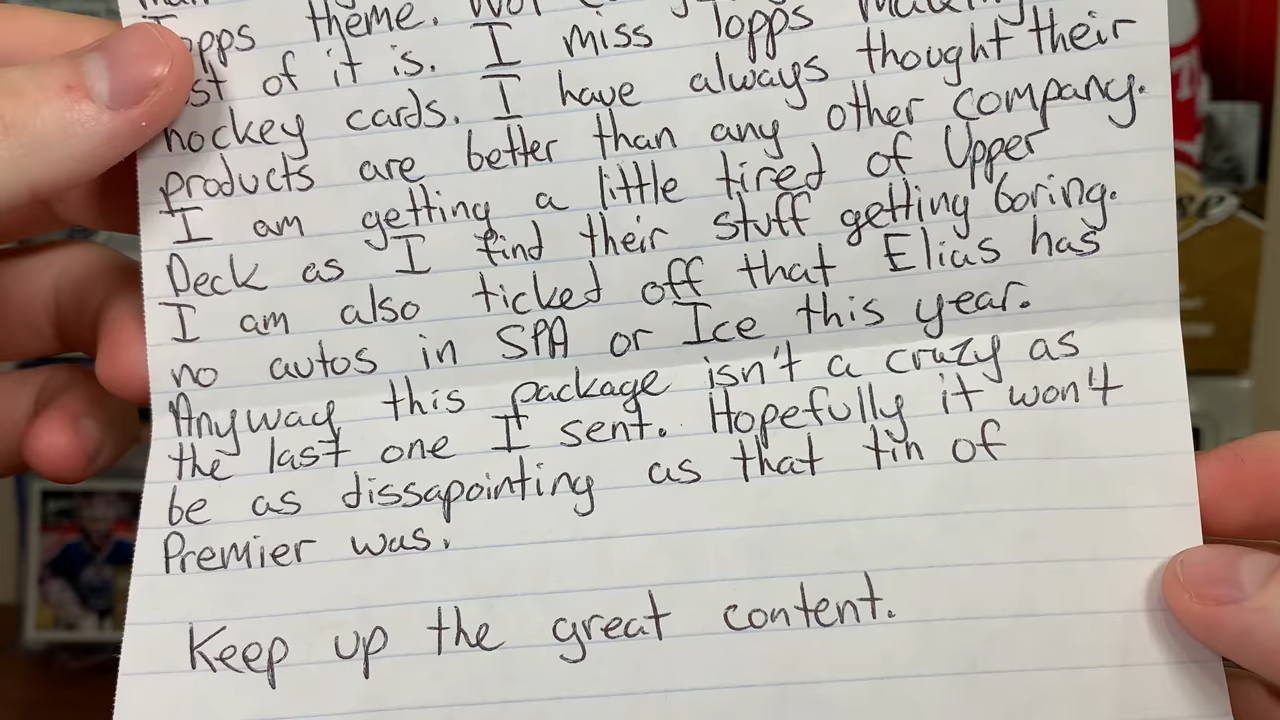 Topps theme. Not
of it is. I miss Topps making
hockey cards. I have always thought their
products are better than any other company.
I am getting a little tired of Upper
Deck as I find their stuff getting boring.
I am also ticked off that Elias has
no autos in SPA or Ice this year.
Anyway this package isn't a crazy as
the last one I sent. Hopefully it won't
be as dissapointing as that tin of
Premier was.
Keep up the great content.